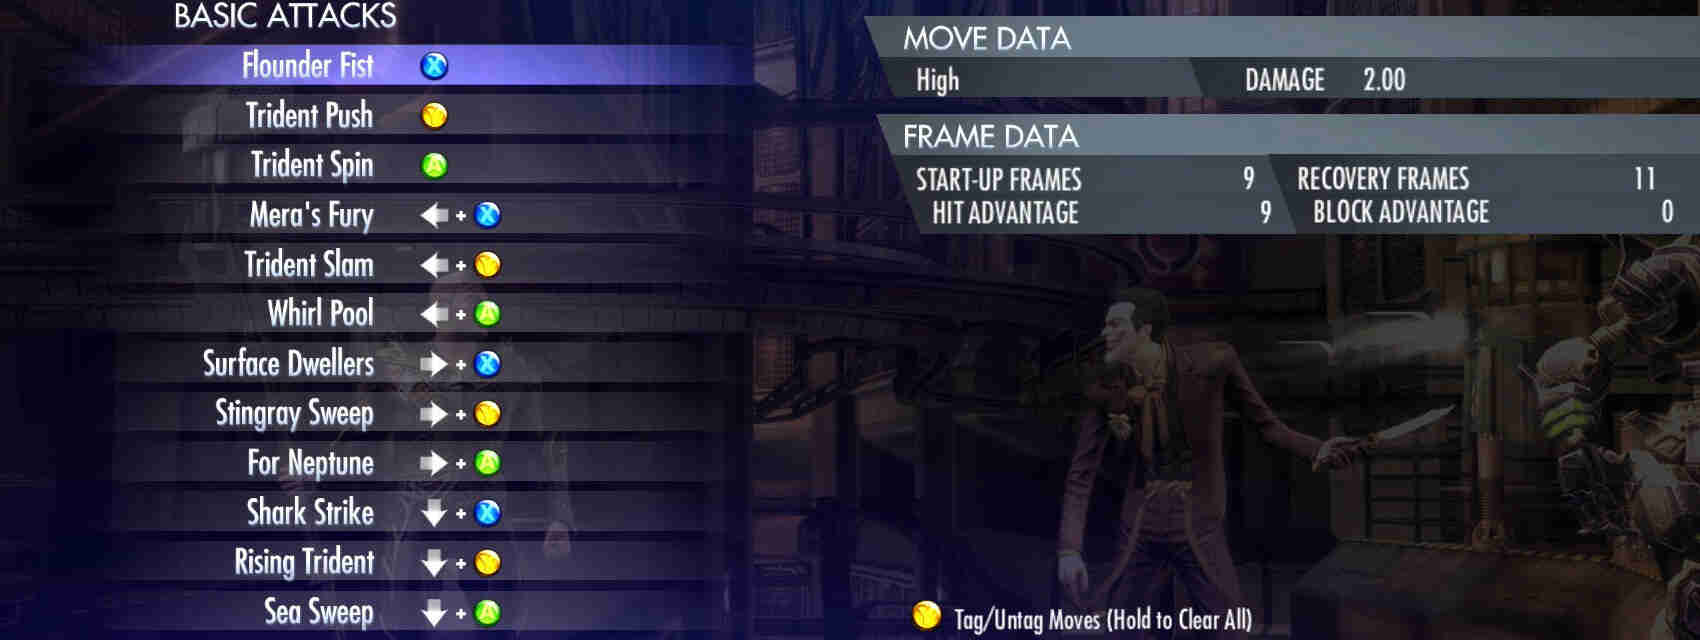 BASIC ATTACKS
Flounder Fist X
Trident Push Y
Trident Spin A
Mera's Fury + X
Trident Slam + Y
Whirl Pool + A
Surface Dwellers + X
Stingray Sweep + Y
For Neptune + A
Shark Strike + X
Rising Trident + Y
Sea Sweep + A
MOVE DATA
High DAMAGE 2.00
FRAME DATA
START-UP FRAMES 9 RECOVERY FRAMES 11
HIT ADVANTAGE 9 BLOCK ADVANTAGE 0
Y Tag/Untag Moves (Hold to Clear All)